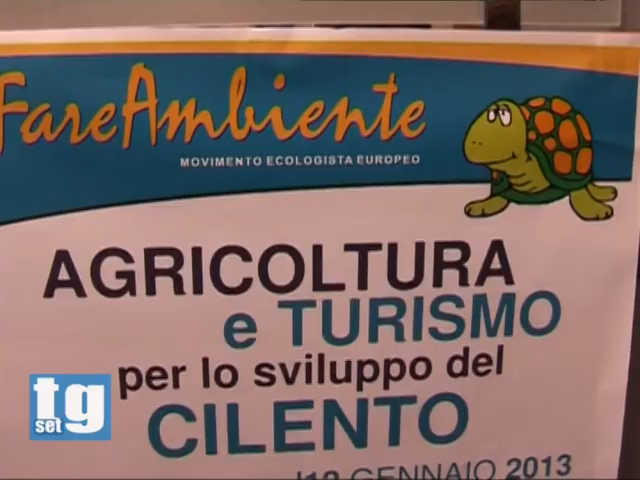 FareAmbiente
MOVIMENTO ECOLOGISTA EUROPEO
AGRICOLTURA
e TURISMO
per lo sviluppo del
CILENTO
GENNAIO 2013
tg
set